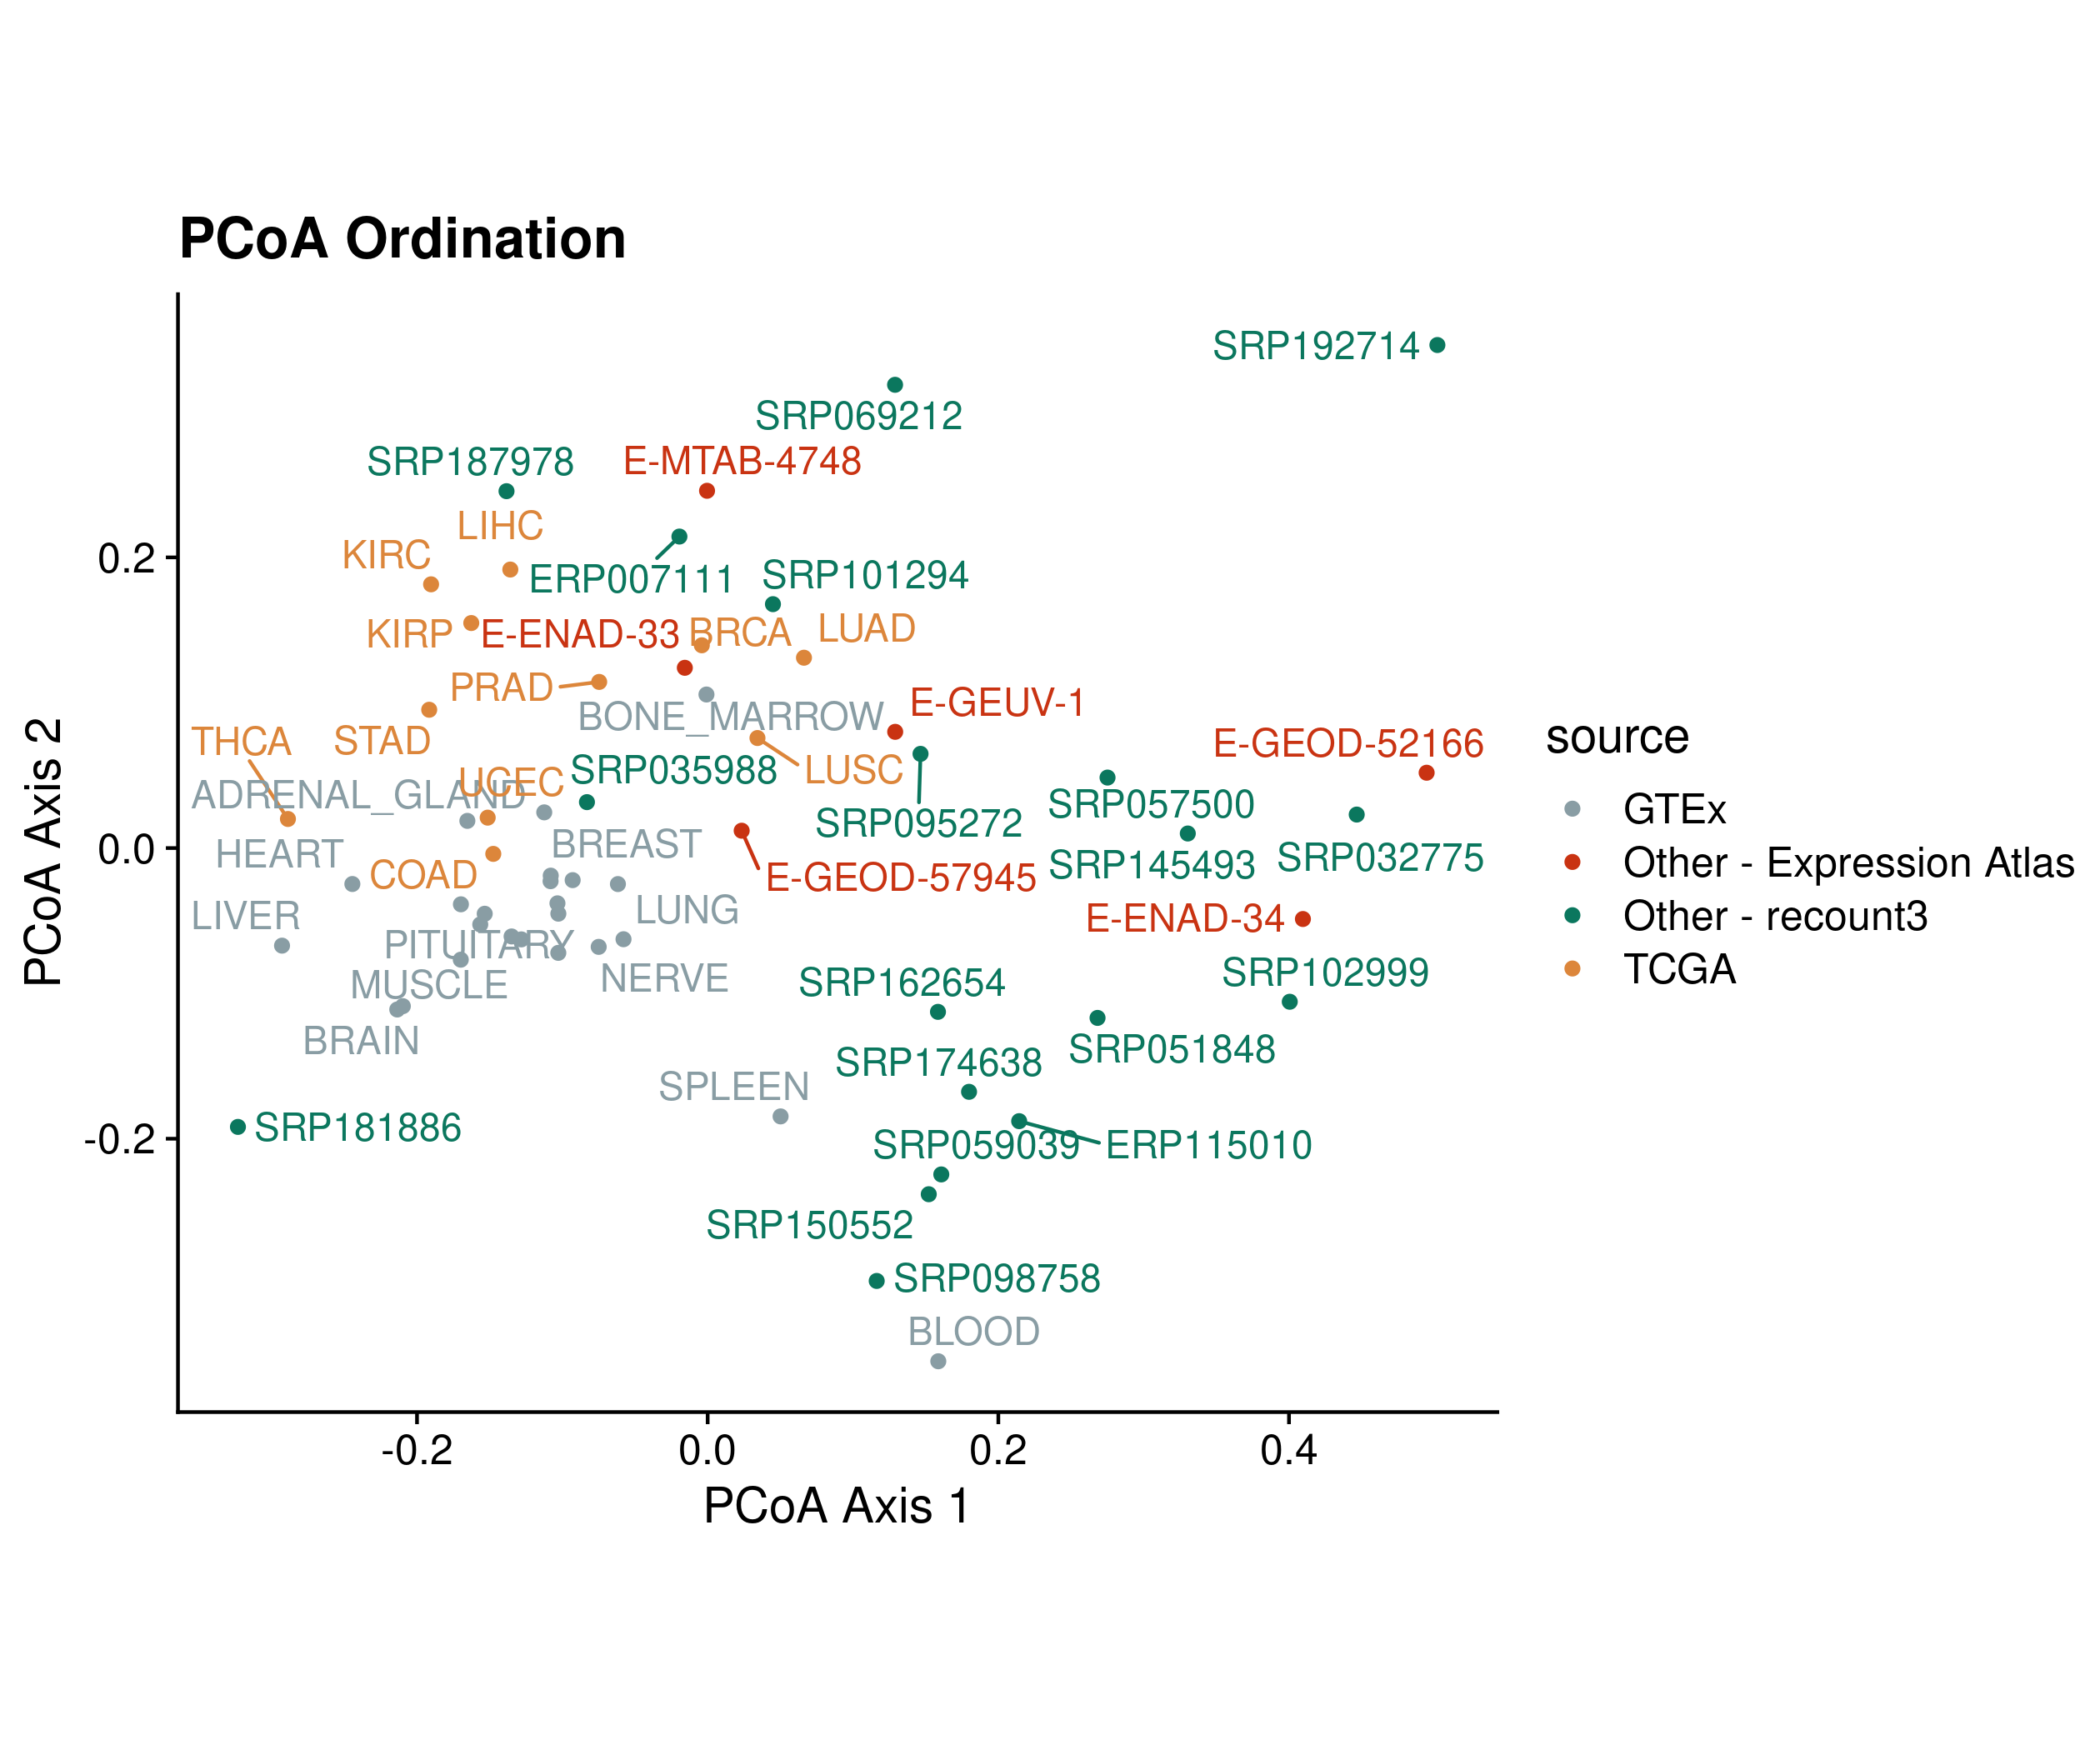 PCoA Ordination
SRP192714
SRP069212
SRP187978
E-MTAB-4748
LIHC
KIRC
ERP007111
SRP101294
KIRP
E-ENAD-33
BRCA
LUAD
PRAD
BONE_MARROW
E-GEUV-1
THCA
STAD
E-GEOD-52166
ADRENAL_GLAND
UCEC
SRP035988
LUSC
SRP095272
SRP057500
HEART
BREAST
COAD
E-GEOD-57945
SRP145493
SRP032775
LIVER
LUNG
E-ENAD-34
PITUITARY
MUSCLE
NERVE
SRP162654
SRP102999
BRAIN
SRP174638
SRP051848
SPLEEN
SRP181886
SRP059039
ERP115010
SRP150552
SRP098758
BLOOD
0.2
0.0
-0.2
PCoA Axis 2
-0.2
0.0
0.2
0.4
PCoA Axis 1
source
GTEx
Other - Expression Atlas
Other - recount3
TCGA